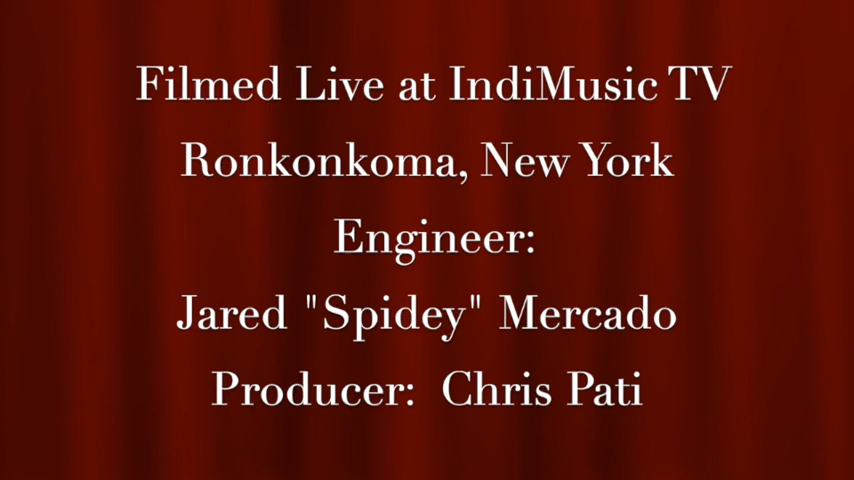 Filmed Live at IndiMusic TV
Ronkonkoma, New York
Engineer:
Jared "Spidey" Mercado
Producer:  Chris Pati